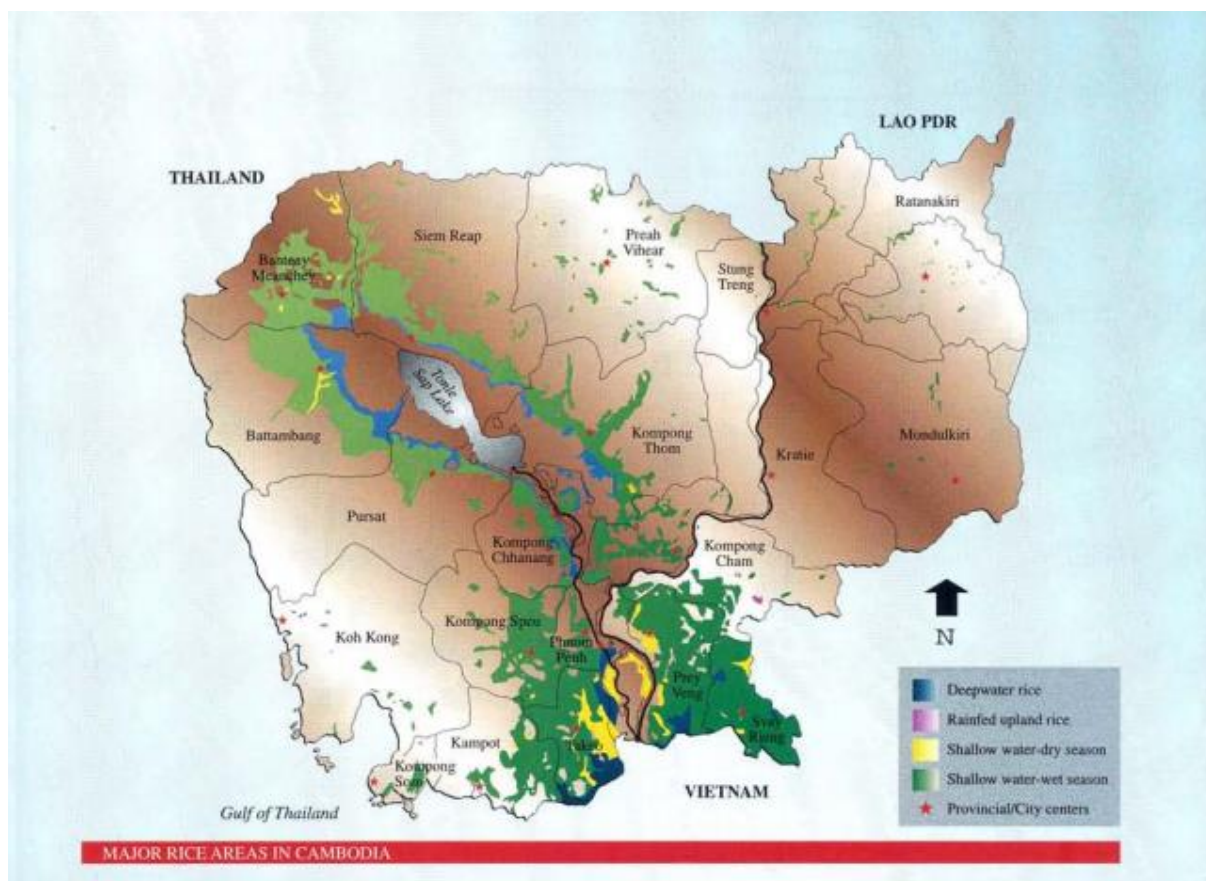 LAO PDR
THAILAND
Ratanakiri
Siem Reap
Preah
Vihear
Banteay
Meanchey
Stung
Treng
Tonle
Sap Lake
Battambang
Kompong
Thom
Kratie
Mondulkiri
Pursat
Kompong
Chhanang
Kompong
Cham
N
Koh Kong
Kompang Speu
Phnom
Penh
Prey
Veng
Svay
Rieng
Takeo
Kampot
Kompong
Som
VIETNAM
Gulf of Thailand
Deepwater rice
Rainfed upland rice
Shallow water-dry season
Shallow water-wet season
Provincial/City centers
MAJOR RICE AREAS IN CAMBODIA